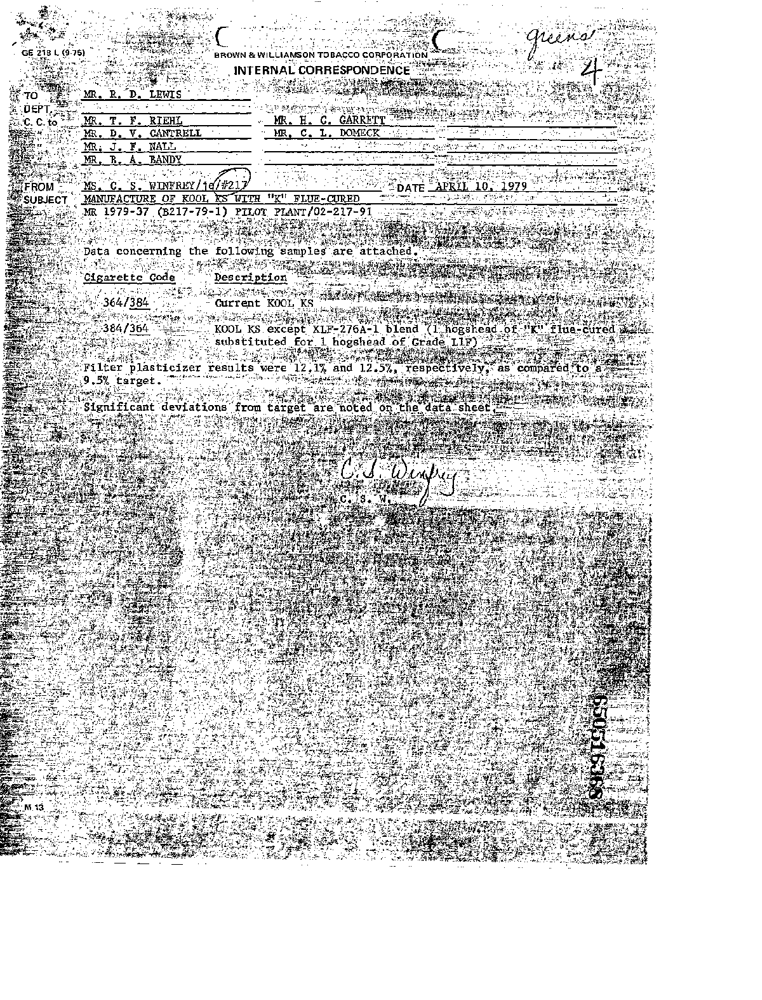 greens
4
GE 218 L (9-75)
BROWN & WILLIAMSON TOBACCO CORPORATION
INTERNAL CORRESPONDENCE
TO MR. R. D. LEWIS
DEPT.
C. C. to MR. T. F. RIEHL MR. H. G. GARRETT
" MR. D. V. CANTRELL MR. C. L. DOMECK
" MR. J. F. NALL
" MR. R. A. BANDY
FROM MS. C. S. WINFREY/ /#217 DATE APRIL 10, 1979
SUBJECT MANUFACTURE OF KOOL KS WITH "K" FLUE-CURED
MR 1979-37 (B217-79-1) PILOT PLANT/02-217-91
Data concerning the following samples are attached.
Cigarette Code Description
364/384 Current KOOL KS
384/364 KOOL KS except XLF-276A-1 blend (1 hogshead of "K" flue-cured
substituted for 1 hogshead of Grade L1F)
Filter plasticizer results were 12.1% and 12.5%, respectively, as compared to a
9.5% target.
Significant deviations from target are noted on the data sheet.
C. S. Winfrey
C. S. W.
650516368
M 13